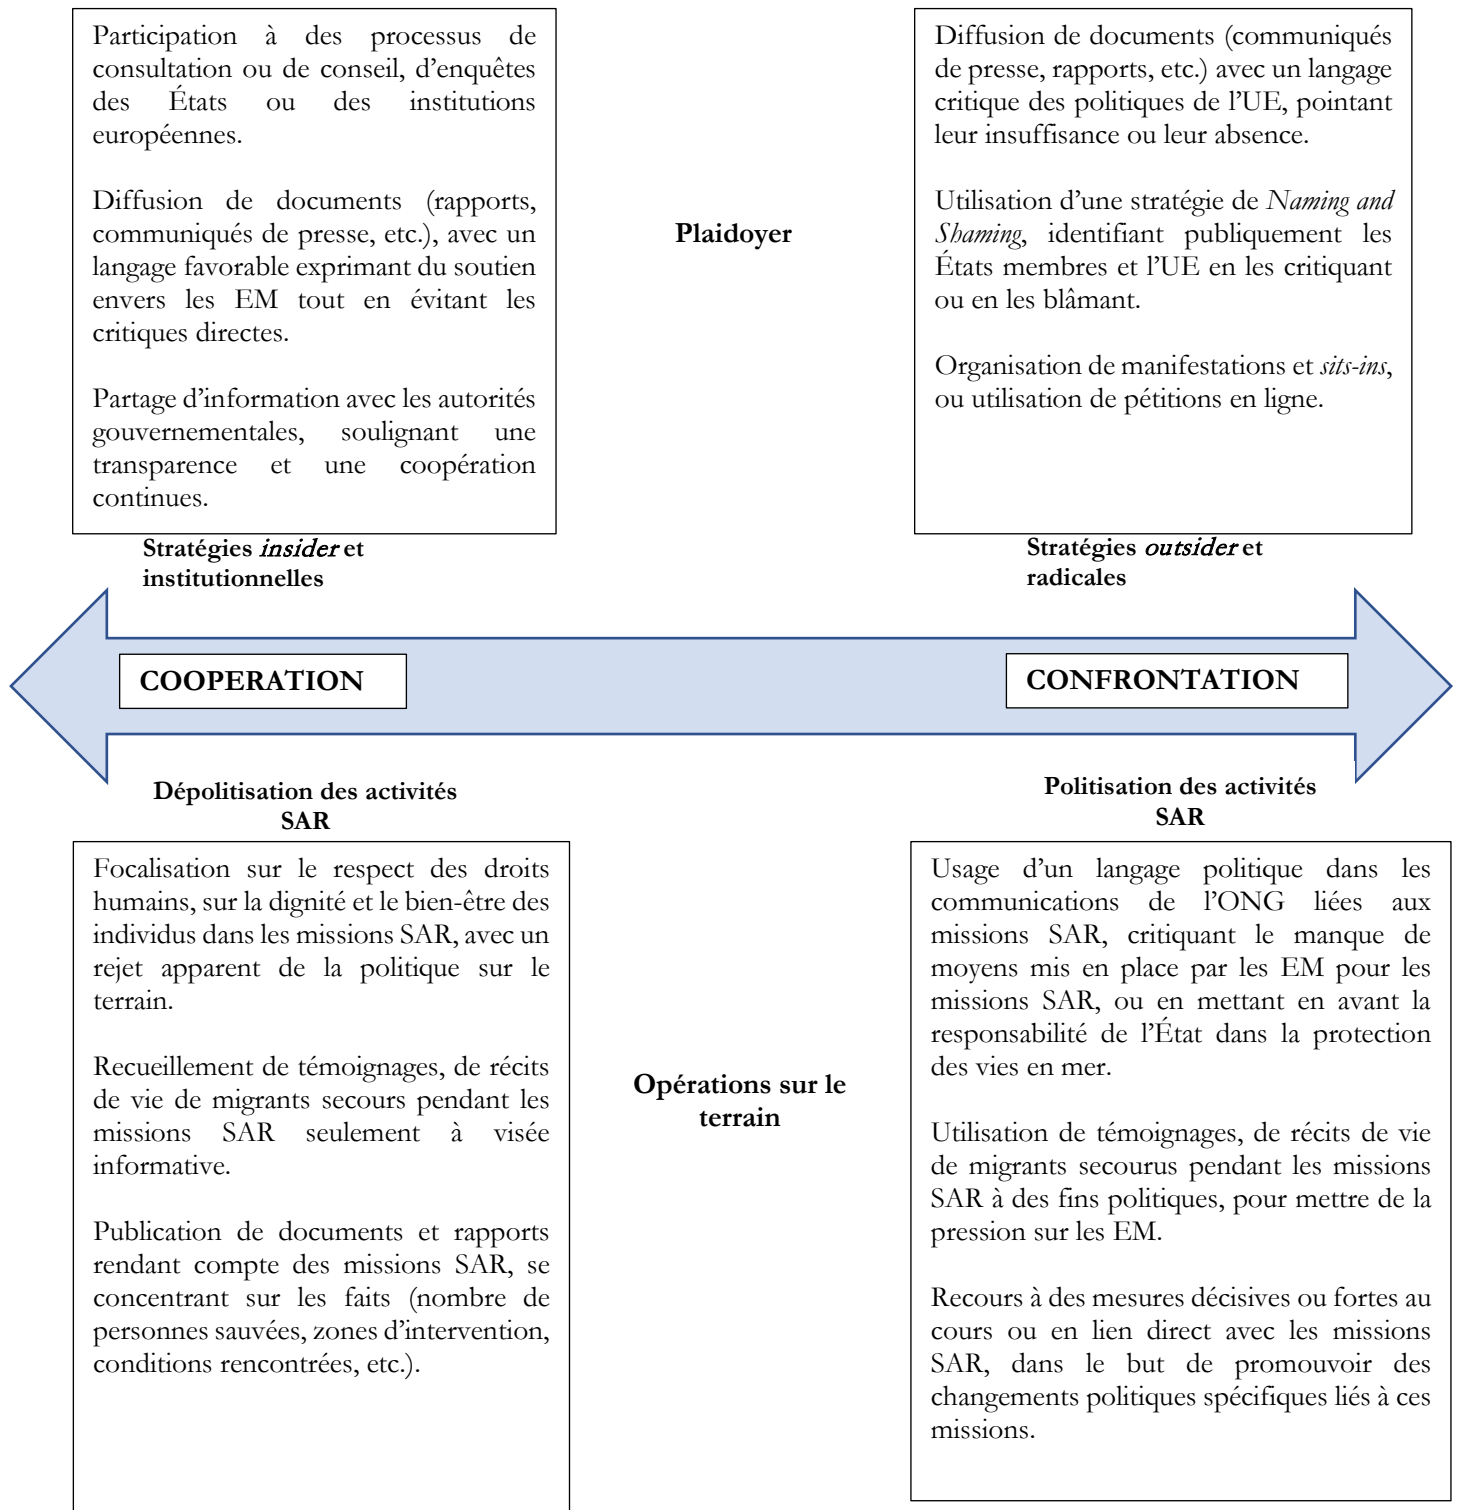 Participation à des processus de
consultation ou de conseil, d’enquêtes
des États ou des institutions
européennes.
Diffusion de documents (rapports,
communiqués de presse, etc.), avec un
langage favorable exprimant du soutien
envers les EM tout en évitant les
critiques directes.
Partage d’information avec les autorités
gouvernementales, soulignant une
transparence et une coopération
continues.
Plaidoyer
Diffusion de documents (communiqués
de presse, rapports, etc.) avec un langage
critique des politiques de l’UE, pointant
leur insuffisance ou leur absence.
Utilisation d’une stratégie de Naming and
Shaming, identifiant publiquement les
États membres et l’UE en les critiquant
ou en les blâmant.
Organisation de manifestations et sits-ins,
ou utilisation de pétitions en ligne.
Stratégies insider et
institutionnelles
Stratégies outsider et
radicales
COOPERATION
CONFRONTATION
Dépolitisation des activités
SAR
Politisation des activités
SAR
Focalisation sur le respect des droits
humains, sur la dignité et le bien-être des
individus dans les missions SAR, avec un
rejet apparent de la politique sur le
terrain.
Recueillement de témoignages, de récits
de vie de migrants secours pendant les
missions SAR seulement à visée
informative.
Publication de documents et rapports
rendant compte des missions SAR, se
concentrant sur les faits (nombre de
personnes sauvées, zones d’intervention,
conditions rencontrées, etc.).
Opérations sur le
terrain
Usage d’un langage politique dans les
communications de l’ONG liées aux
missions SAR, critiquant le manque de
moyens mis en place par les EM pour les
missions SAR, ou en mettant en avant la
responsabilité de l’État dans la protection
des vies en mer.
Utilisation de témoignages, de récits de vie
de migrants secourus pendant les missions
SAR à des fins politiques, pour mettre de la
pression sur les EM.
Recours à des mesures décisives ou fortes au
cours ou en lien direct avec les missions
SAR, dans le but de promouvoir des
changements politiques spécifiques liés à ces
missions.